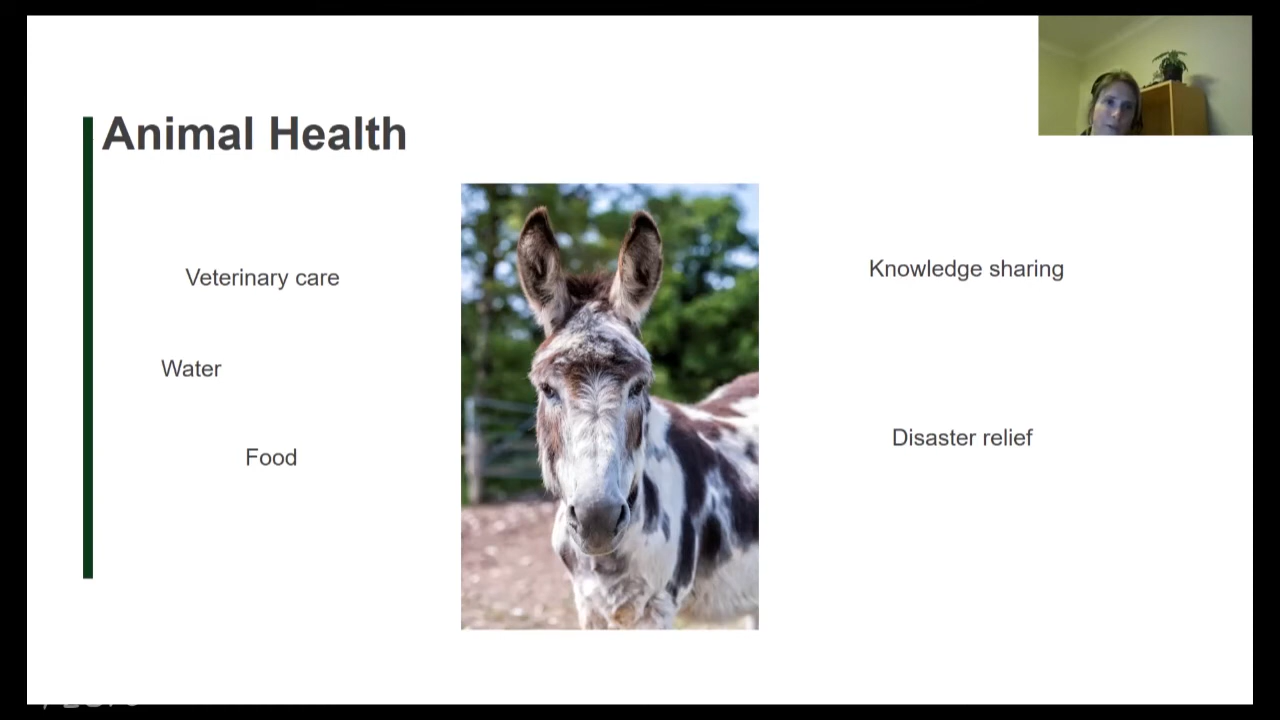 Animal Health
Veterinary care
Knowledge sharing
Water
Disaster relief
Food